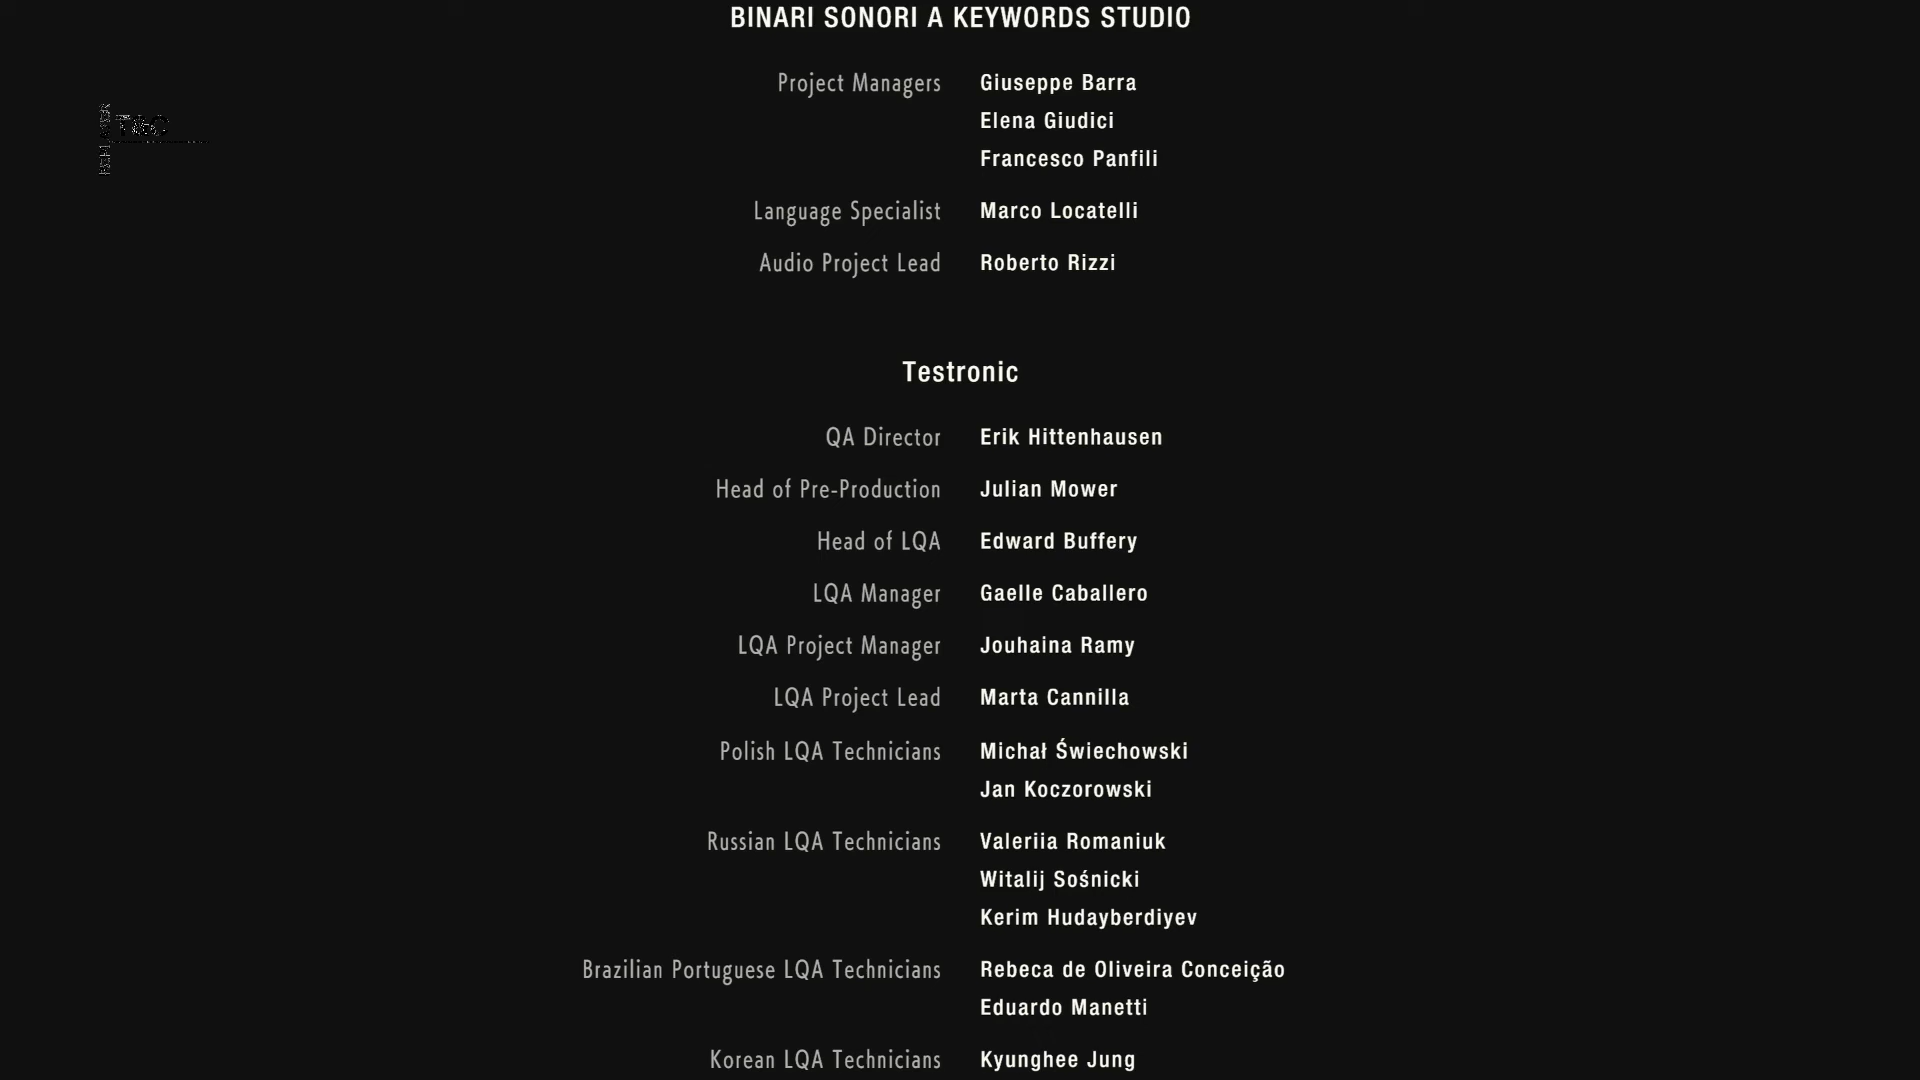 BINARI SONORI A KEYWORDS STUDIO
Project Managers Giuseppe Barra
Elena Giudici
Francesco Panfili
Language Specialist Marco Locatelli
Audio Project Lead Roberto Rizzi
Testronic
QA Director Erik Hittenhausen
Head of Pre-Production Julian Mower
Head of LQA Edward Buffery
LQA Manager Gaelle Caballero
LQA Project Manager Jouhaina Ramy
LQA Project Lead Marta Cannilla
Polish LQA Technicians Michał Świechowski
Jan Koczorowski
Russian LQA Technicians Valeriia Romaniuk
Witalij Sośnicki
Kerim Hudayberdiyev
Brazilian Portuguese LQA Technicians Rebeca de Oliveira Conceição
Eduardo Manetti
Korean LQA Technicians Kyunghee Jung